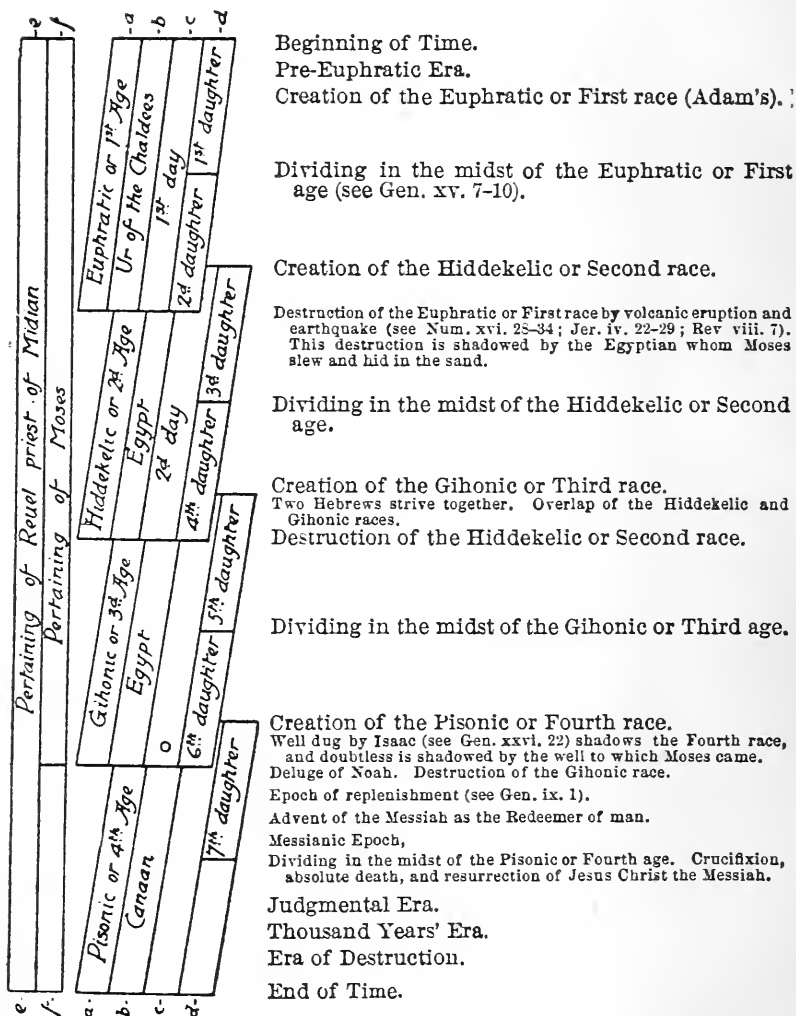 e
f
a
b
c
d
Pertaining of Reuel priest of Midian
Pertaining of Moses
Euphratic or 1st Age
Ur of the Chaldees
1st day
1st daughter
2d daughter
Hiddekelic or 2d Age
Egypt
2d day
3d daughter
4th daughter
Gihonic or 3d Age
Egypt
O
5th daughter
6th daughter
Pisonic or 4th Age
Canaan
7th daughter
e
f
a
b
c
d
Beginning of Time.
Pre-Euphratic Era.
Creation of the Euphratic or First race (Adam's).
Dividing in the midst of the Euphratic or First
age (see Gen. xv. 7-10).
Creation of the Hiddekelic or Second race.
Destruction of the Euphratic or First race by volcanic eruption and
earthquake (see Num. xvi. 28-34; Jer. iv. 22-29; Rev viii. 7).
This destruction is shadowed by the Egyptian whom Moses
slew and hid in the sand.
Dividing in the midst of the Hiddekelic or Second
age.
Creation of the Gihonic or Third race.
Two Hebrews strive together. Overlap of the Hiddekelic and
Gihonic races.
Destruction of the Hiddekelic or Second race.
Dividing in the midst of the Gihonic or Third age.
Creation of the Pisonic or Fourth race.
Well dug by Isaac (see Gen. xxvi. 22) shadows the Fourth race,
and doubtless is shadowed by the well to which Moses came.
Deluge of Noah. Destruction of the Gihonic race.
Epoch of replenishment (see Gen. ix. 1).
Advent of the Messiah as the Redeemer of man.
Messianic Epoch,
Dividing in the midst of the Pisonic or Fourth age. Crucifixion,
absolute death, and resurrection of Jesus Christ the Messiah.
Judgmental Era.
Thousand Years' Era.
Era of Destruction.
End of Time.